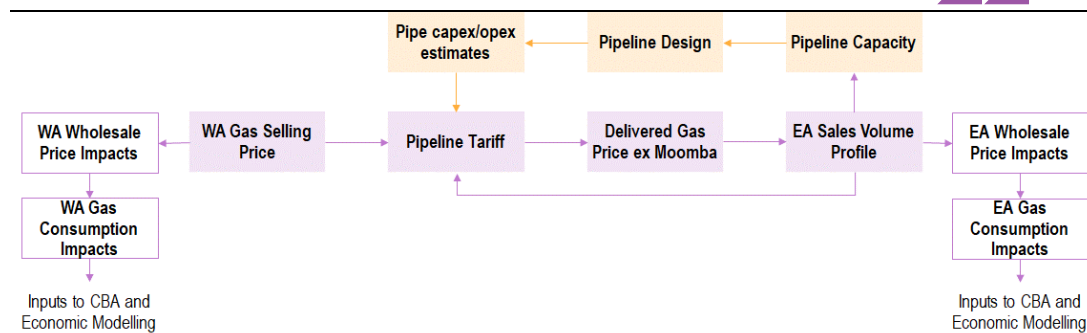 Pipe capex/opex
estimates
Pipeline Design
Pipeline Capacity
WA Wholesale
Price Impacts
WA Gas Selling
Price
Pipeline Tariff
Delivered Gas
Price ex Moomba
EA Sales Volume
Profile
EA Wholesale
Price Impacts
WA Gas
Consumption
Impacts
EA Gas
Consumption
Impacts
Inputs to CBA and
Economic Modelling
Inputs to CBA and
Economic Modelling